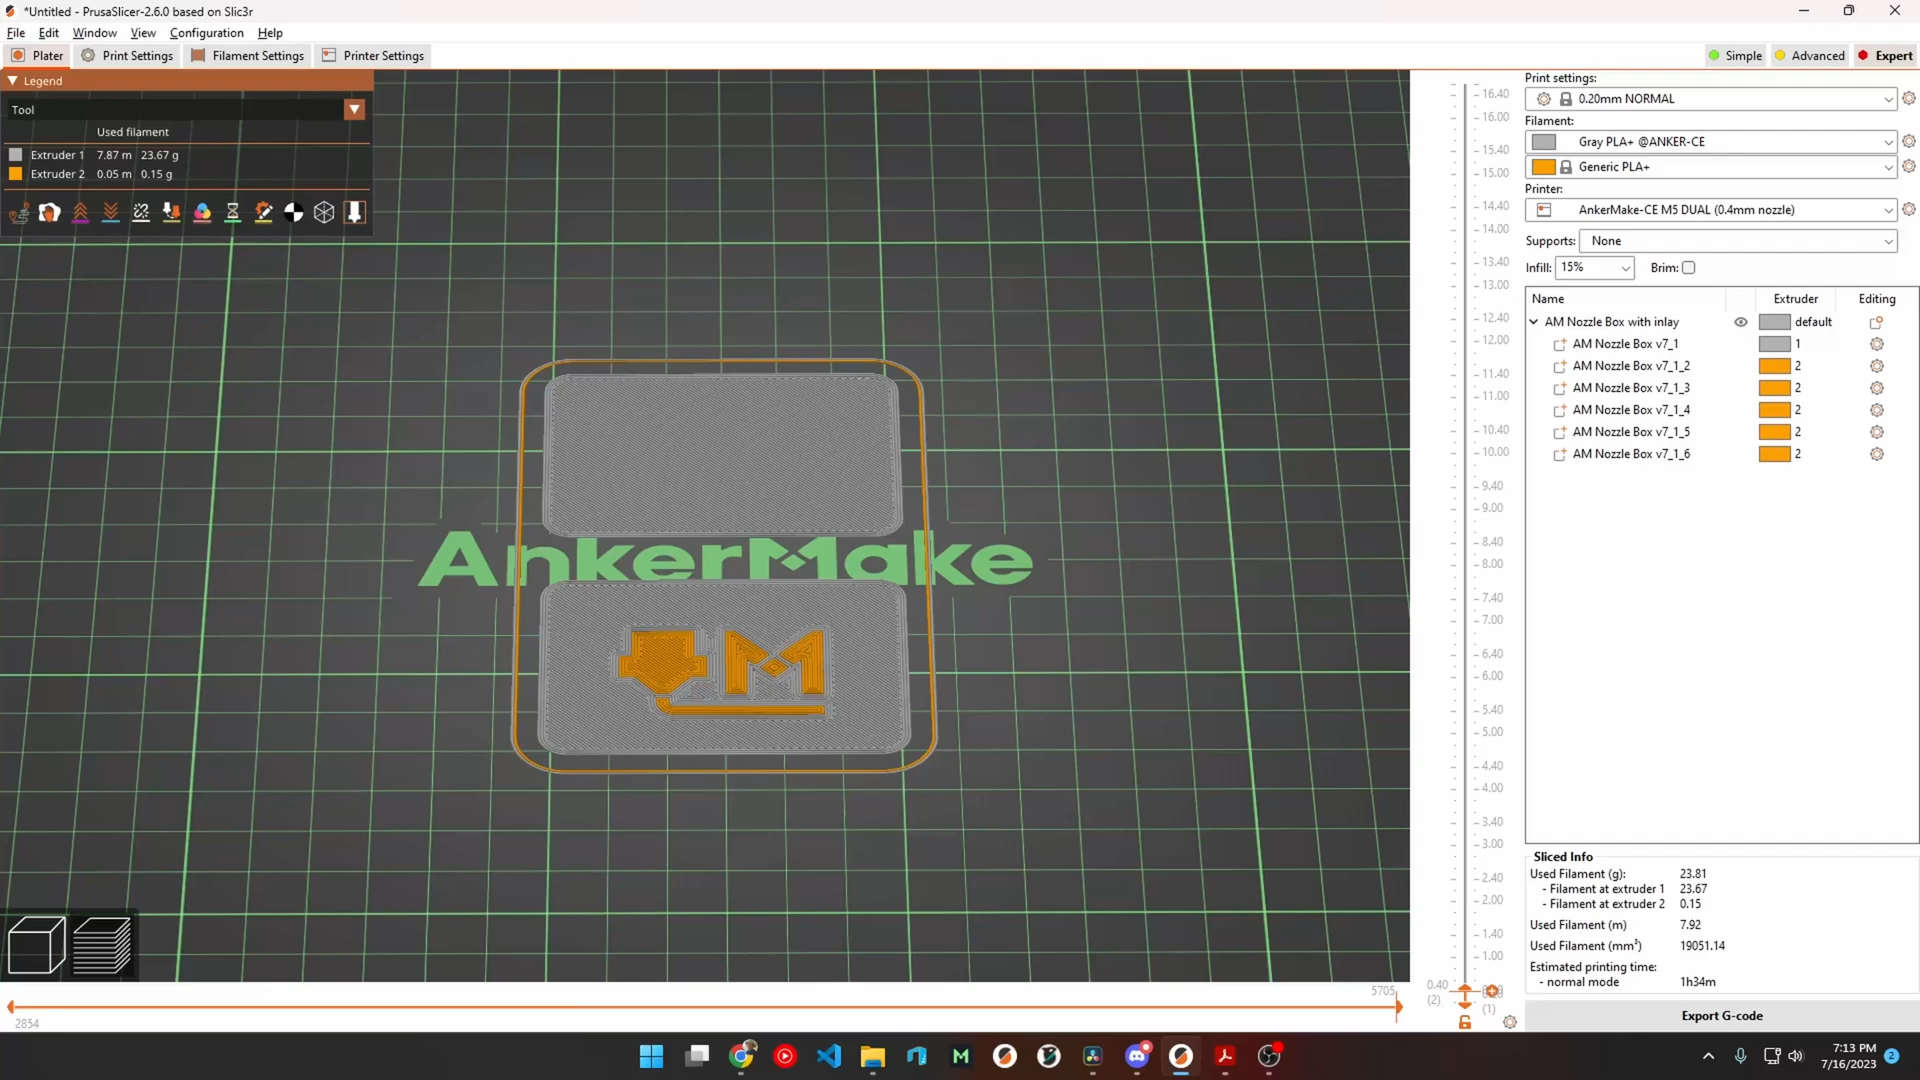 *Untitled - PrusaSlicer-2.6.0 based on Slic3r
File Edit Window View Configuration Help
Plater Print Settings Filament Settings Printer Settings
Simple Advanced Expert
Legend
Tool
Used filament
Extruder 1 7.87 m 23.67 g
Extruder 2 0.05 m 0.15 g
AnkerMake
M
16.40
16.00
15.40
15.00
14.40
14.00
13.40
13.00
12.40
12.00
11.40
11.00
10.40
10.00
9.40
9.00
8.40
8.00
7.40
7.00
6.40
6.00
5.40
5.00
4.40
4.00
3.40
3.00
2.40
2.00
1.40
1.00
0.40
(2)
(1)
5705
2854
Print settings:
0.20mm NORMAL
Filament:
Gray PLA+ @ANKER-CE
Generic PLA+
Printer:
AnkerMake-CE M5 DUAL (0.4mm nozzle)
Supports: None
Infill: 15% Brim:
Name Extruder Editing
AM Nozzle Box with inlay default
AM Nozzle Box v7_1 1
AM Nozzle Box v7_1_2 2
AM Nozzle Box v7_1_3 2
AM Nozzle Box v7_1_4 2
AM Nozzle Box v7_1_5 2
AM Nozzle Box v7_1_6 2
Sliced Info
Used Filament (g): 23.81
- Filament at extruder 1 23.67
- Filament at extruder 2 0.15
Used Filament (m) 7.92
Used Filament (mm³) 19051.14
Estimated printing time:
- normal mode 1h34m
Export G-code
M
7:13 PM
7/16/2023
2